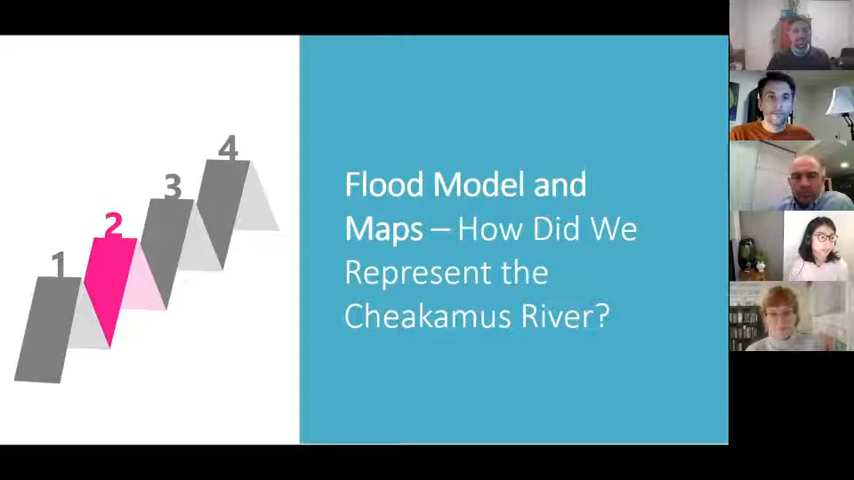 4
3
2
1
Flood Model and
Maps – How Did We
Represent the
Cheakamus River?